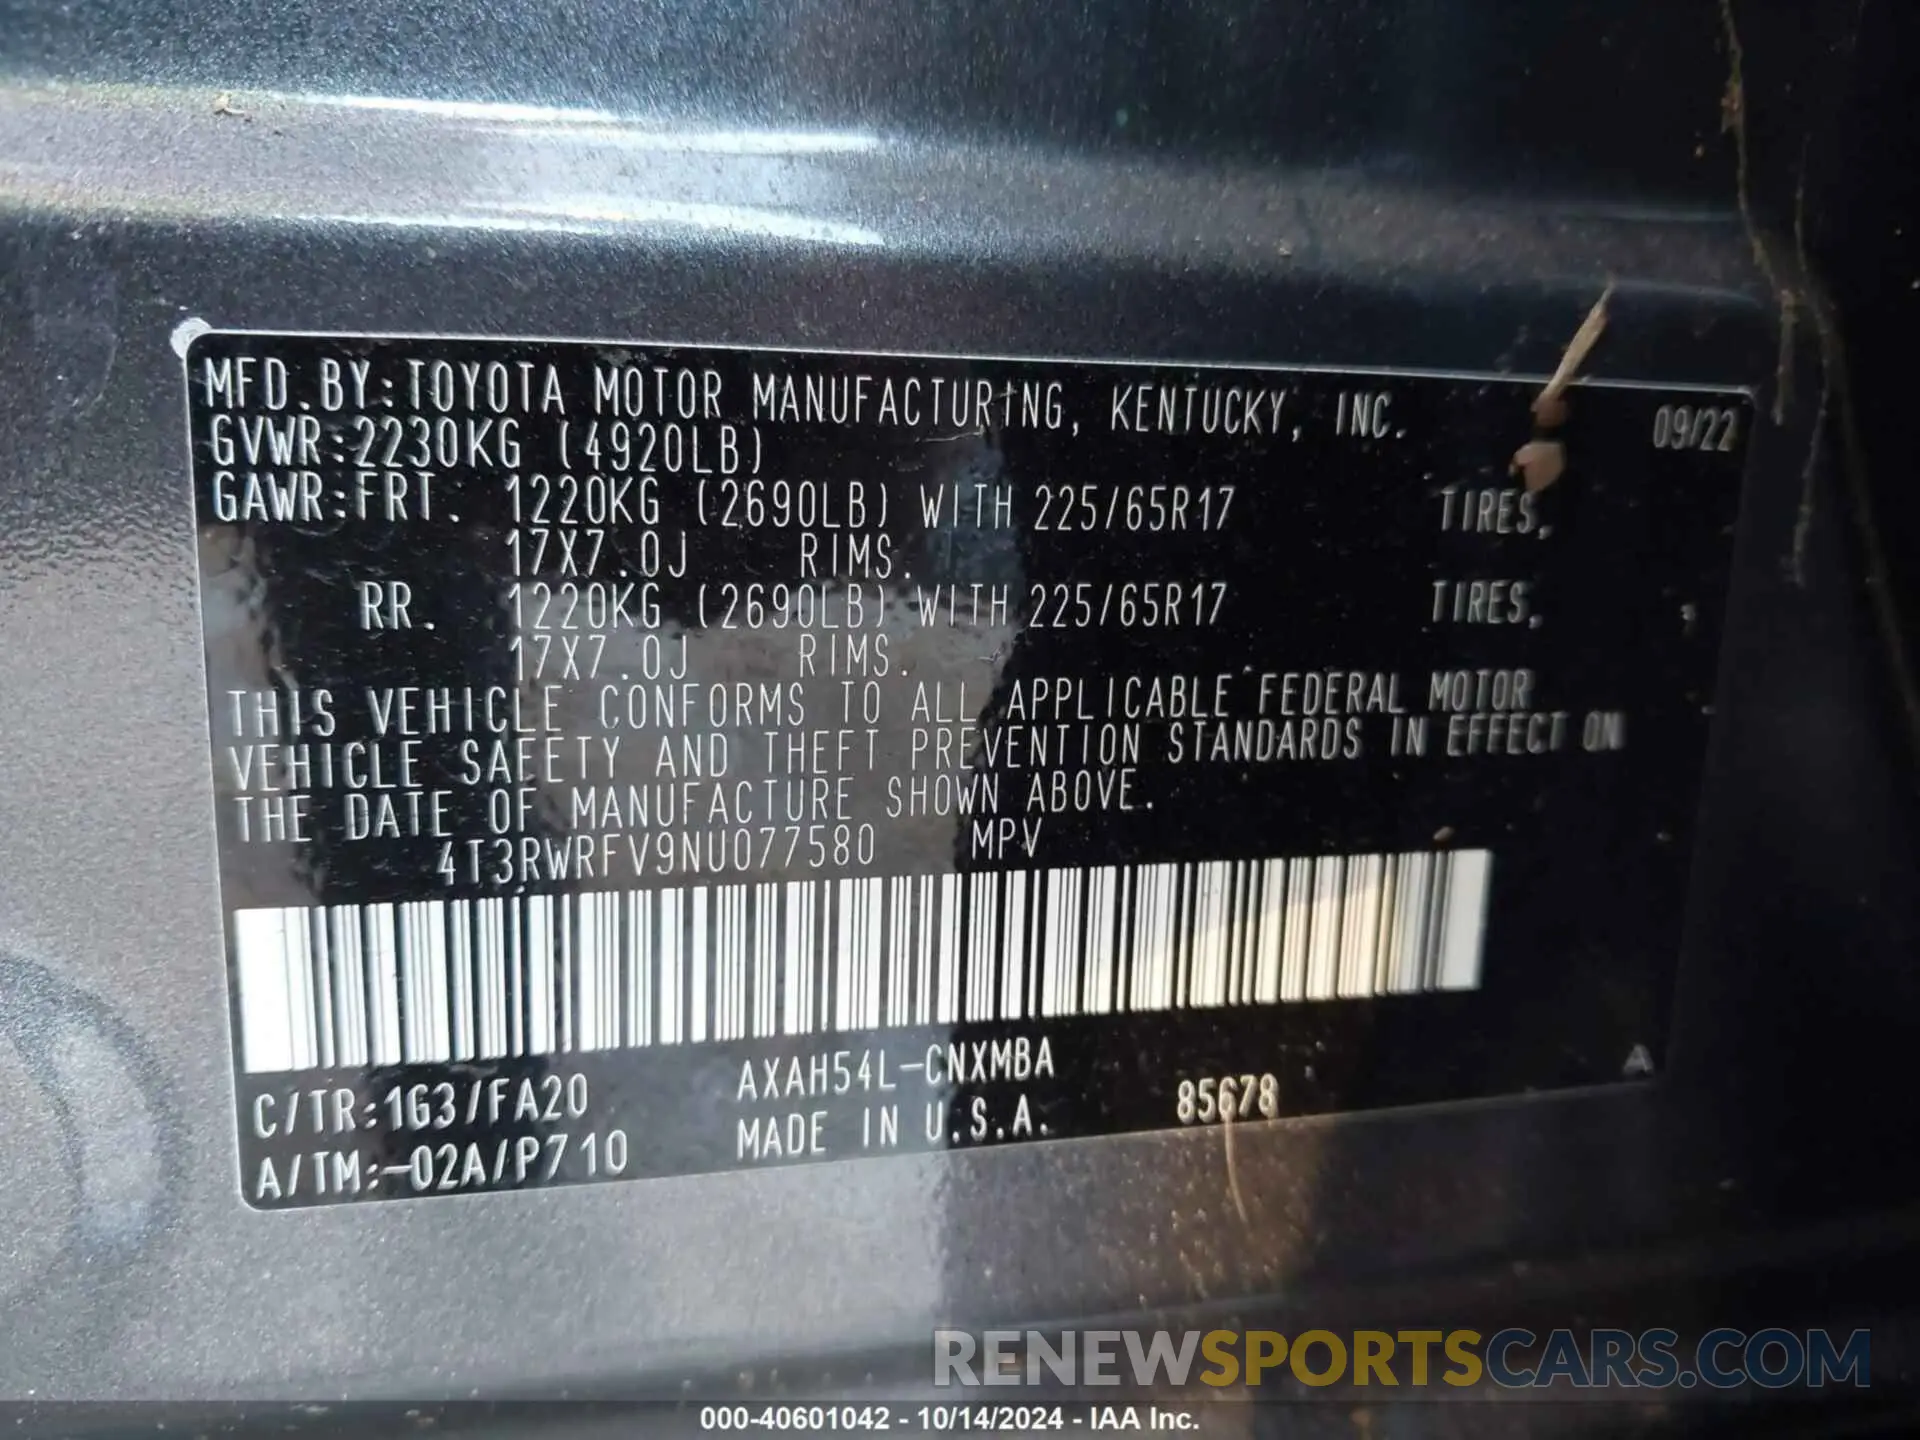 MFD.BY:TOYOTA MOTOR MANUFACTURING, KENTUCKY, INC. 09/22
GVWR:2230KG (4920LB)
GAWR:FRT. 1220KG (2690LB) WITH 225/65R17 TIRES,
17X7.0J RIMS.
RR. 1220KG (2690LB) WITH 225/65R17 TIRES,
17X7.0J RIMS.
THIS VEHICLE CONFORMS TO ALL APPLICABLE FEDERAL MOTOR
VEHICLE SAFETY AND THEFT PREVENTION STANDARDS IN EFFECT ON
THE DATE OF MANUFACTURE SHOWN ABOVE.
4T3RWRFV9NU077580 MPV
C/TR:1G3/FA20 AXAH54L-CNXMBA A
A/TM:-02A/P710 MADE IN U.S.A. 85678
RENEWSPORTSCARS.COM
000-40601042 - 10/14/2024 - IAA Inc.